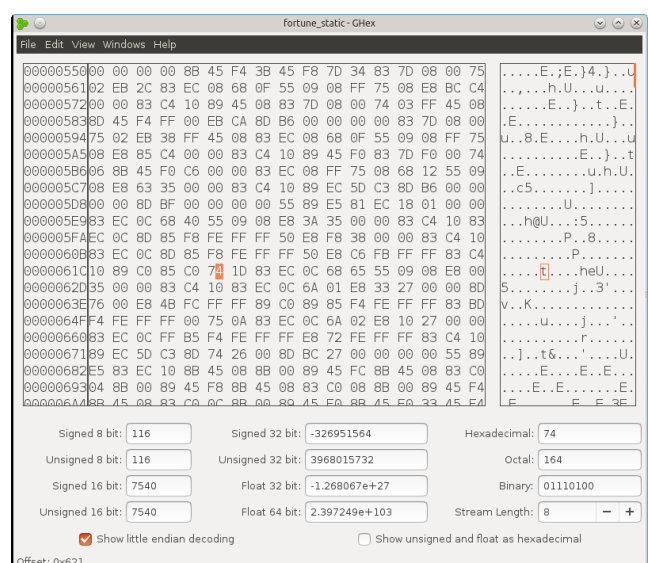 fortune_static - GHex
File Edit View Windows Help
00000550 00 00 00 00 8B 45 F4 3B 45 F8 7D 34 83 7D 08 00 75 .....E.;E.}4.}..u
00000561 02 EB 2C 83 EC 08 68 0F 55 09 08 FF 75 08 E8 BC C4 ..,...h.U...u....
00000572 00 00 83 C4 10 89 45 08 83 7D 08 00 74 03 FF 45 08 ......E..}..t..E.
00000583 8D 45 F4 FF 00 EB CA 8D B6 00 00 00 00 83 7D 08 00 .E............}..
00000594 75 02 EB 38 FF 45 08 83 EC 08 68 0F 55 09 08 FF 75 u..8.E....h.U...u
000005A5 08 E8 85 C4 00 00 83 C4 10 89 45 F0 83 7D F0 00 74 ..........E..}..t
000005B6 06 8B 45 F0 C6 00 00 83 EC 08 FF 75 08 68 12 55 09 ..E........u.h.U.
000005C7 08 E8 63 35 00 00 83 C4 10 89 EC 5D C3 8D B6 00 00 ..c5.......].....
000005D8 00 00 8D BF 00 00 00 00 55 89 E5 81 EC 18 01 00 00 ........U........
000005E9 83 EC 0C 68 40 55 09 08 E8 3A 35 00 00 83 C4 10 83 ...h@U...:5......
000005FA EC 0C 8D 85 F8 FE FF FF 50 E8 F8 38 00 00 83 C4 10 ........P..8.....
0000060B 83 EC 0C 8D 85 F8 FE FF FF 50 E8 C6 FB FF FF 83 C4 .........P.......
0000061C 10 89 C0 85 C0 74 1D 83 EC 0C 68 65 55 09 08 E8 00 .....t....heU....
0000062D 35 00 00 83 C4 10 83 EC 0C 6A 01 E8 33 27 00 00 8D 5........j..3'...
0000063E 76 00 E8 4B FC FF FF 89 C0 89 85 F4 FE FF FF 83 BD v..K.............
0000064F F4 FE FF FF 00 75 0A 83 EC 0C 6A 02 E8 10 27 00 00 .....u....j...'..
00000660 83 EC 0C FF B5 F4 FE FF FF E8 72 FE FF FF 83 C4 10 ..........r......
00000671 89 EC 5D C3 8D 74 26 00 8D BC 27 00 00 00 00 55 89 ..]..t&...'....U.
00000682 E5 83 EC 10 8B 45 08 8B 00 89 45 FC 8B 45 08 83 C0 .....E....E..E...
00000693 04 8B 00 89 45 F8 8B 45 08 83 C0 08 8B 00 89 45 F4 ....E..E.......E.
Signed 8 bit: 116 Signed 32 bit: -326951564 Hexadecimal: 74
Unsigned 8 bit: 116 Unsigned 32 bit: 3968015732 Octal: 164
Signed 16 bit: 7540 Float 32 bit: -1.268067e+27 Binary: 01110100
Unsigned 16 bit: 7540 Float 64 bit: 2.397249e+103 Stream Length: 8 − +
Show little endian decoding Show unsigned and float as hexadecimal
Offset: 0x621